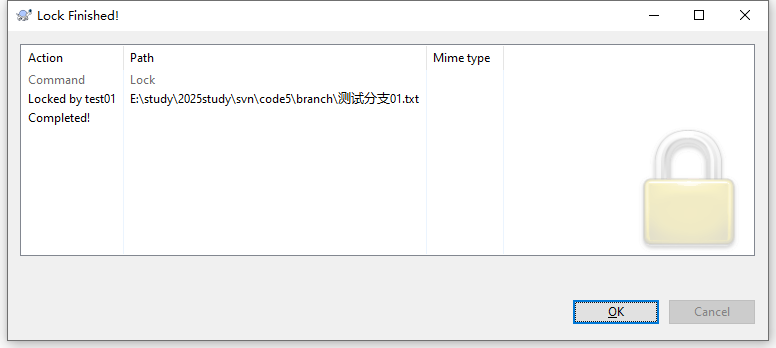 Lock Finished!
Action Path Mime type
Command Lock
Locked by test01 E:\study\2025study\svn\code5\branch\测试分支01.txt
Completed!
OK Cancel